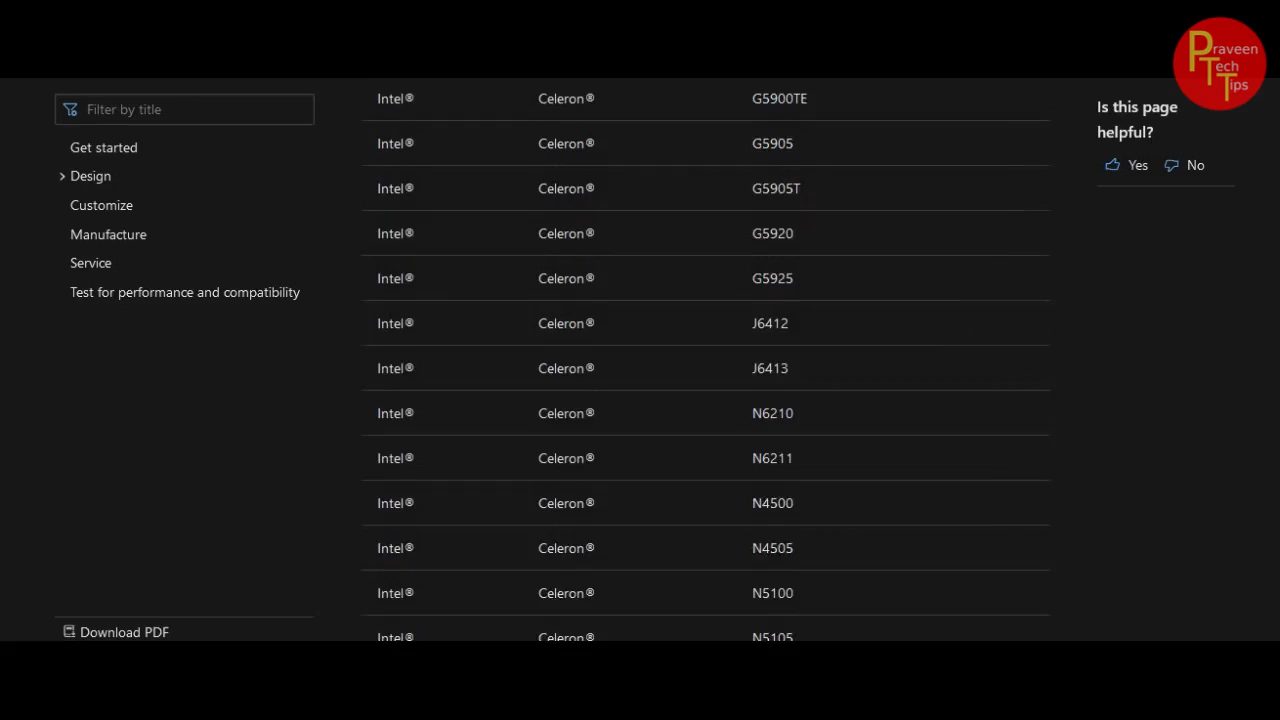 Praveen
Tech
Tips
Filter by title
Get started
Design
Customize
Manufacture
Service
Test for performance and compatibility
Download PDF
Intel® Celeron® G5900TE
Intel® Celeron® G5905
Intel® Celeron® G5905T
Intel® Celeron® G5920
Intel® Celeron® G5925
Intel® Celeron® J6412
Intel® Celeron® J6413
Intel® Celeron® N6210
Intel® Celeron® N6211
Intel® Celeron® N4500
Intel® Celeron® N4505
Intel® Celeron® N5100
Intel® Celeron® N5105
Is this page
helpful?
Yes No